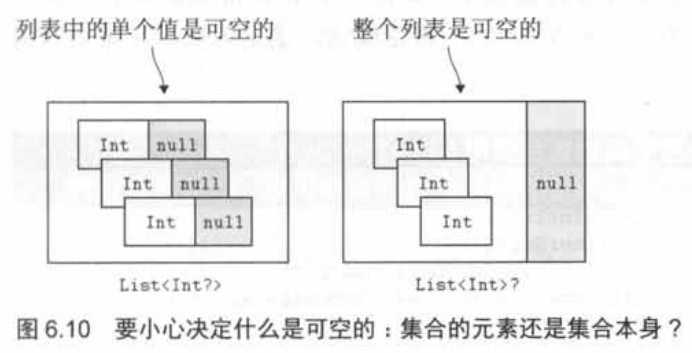 列表中的单个值是可空的
整个列表是可空的
Int null
Int null
Int null
Int
Int
Int
null
List<Int?>
List<Int>?
图 6.10 要小心决定什么是可空的：集合的元素还是集合本身？